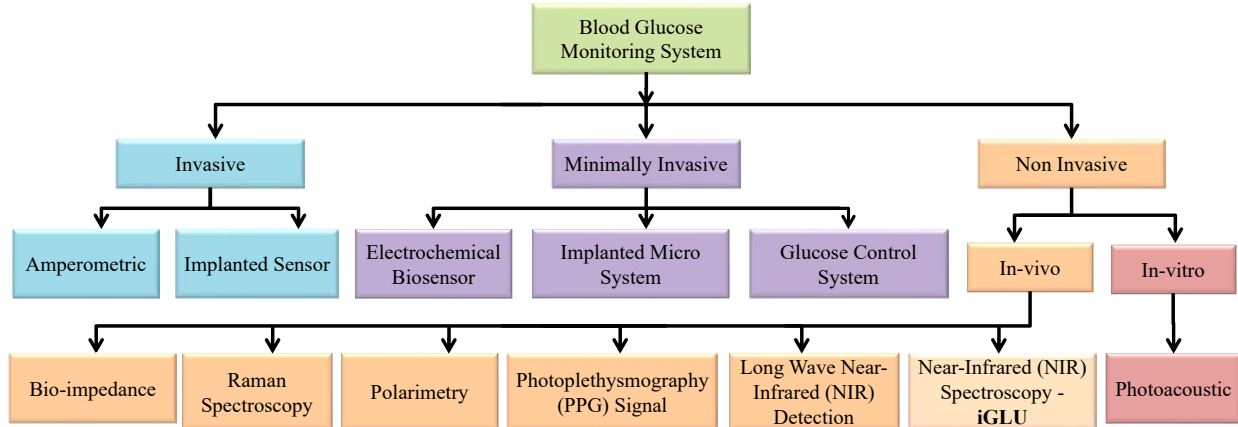 Blood Glucose
Monitoring System
Invasive
Minimally Invasive
Non Invasive
Amperometric
Implanted Sensor
Electrochemical
Biosensor
Implanted Micro
System
Glucose Control
System
In-vivo
In-vitro
Bio-impedance
Raman
Spectroscopy
Polarimetry
Photoplethysmography
(PPG) Signal
Long Wave Near-
Infrared (NIR)
Detection
Near-Infrared (NIR)
Spectroscopy -
iGLU
Photoacoustic